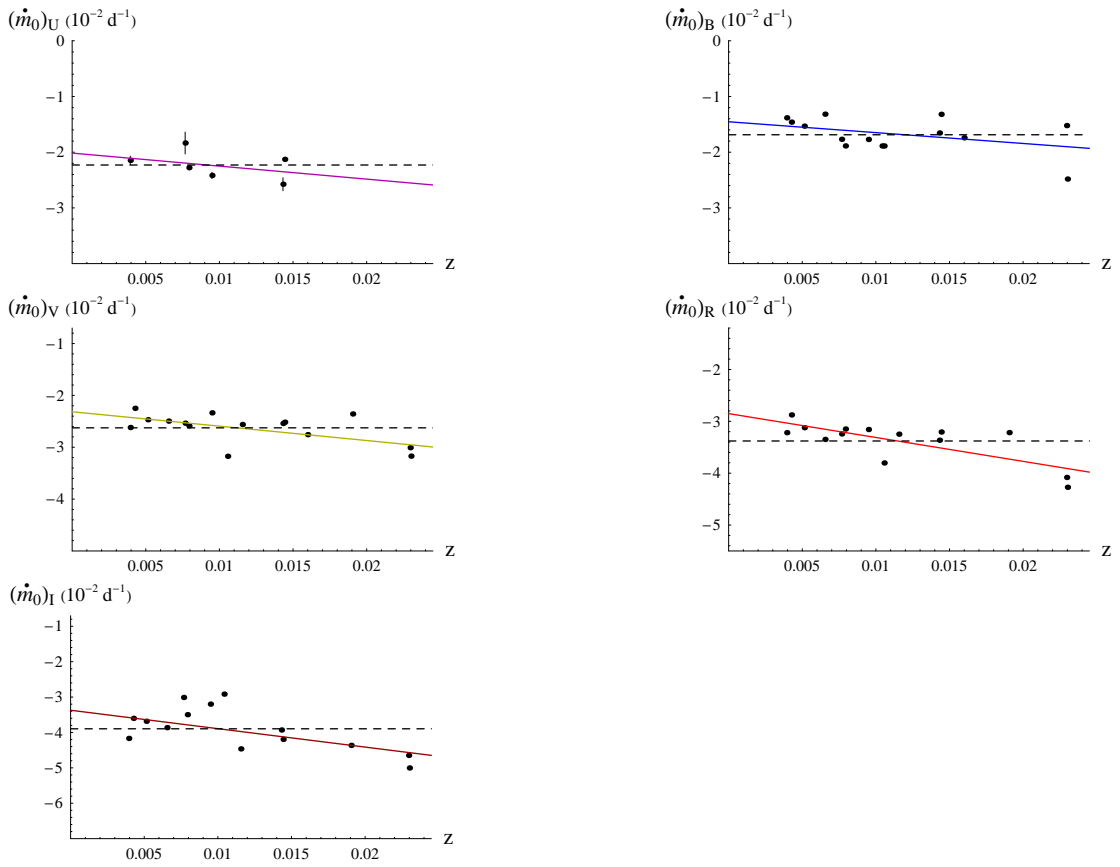 (ṁ₀)U (10⁻² d⁻¹)
0
−1
−2
−3
0.005 0.01 0.015 0.02 z
(ṁ₀)B (10⁻² d⁻¹)
0
−1
−2
−3
0.005 0.01 0.015 0.02 z
(ṁ₀)V (10⁻² d⁻¹)
−1
−2
−3
−4
0.005 0.01 0.015 0.02 z
(ṁ₀)R (10⁻² d⁻¹)
−2
−3
−4
−5
0.005 0.01 0.015 0.02 z
(ṁ₀)I (10⁻² d⁻¹)
−1
−2
−3
−4
−5
−6
0.005 0.01 0.015 0.02 z